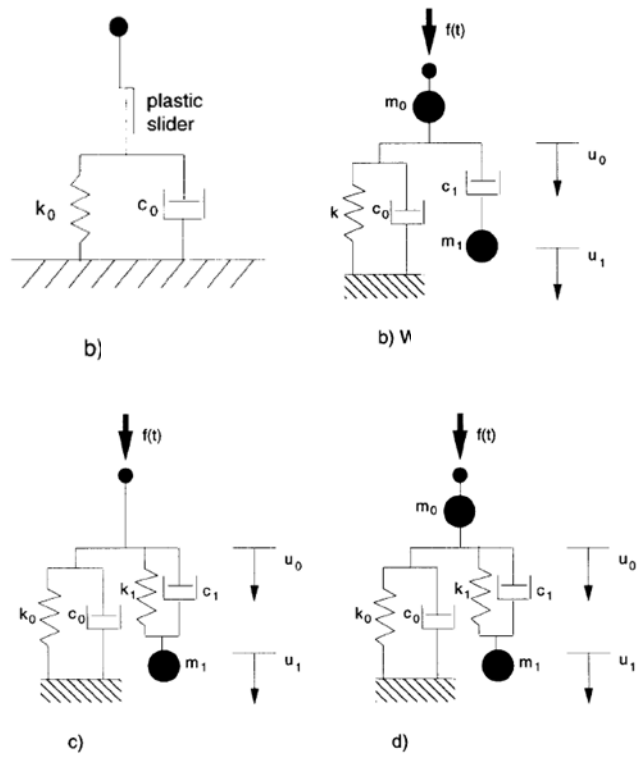 plastic
slider
k0
c0
b)
f(t)
m0
u0
c1
k
c0
m1
u1
b) W
f(t)
u0
k1
c1
k0
c0
m1
u1
c)
f(t)
m0
u0
k1
c1
k0
c0
m1
u1
d)